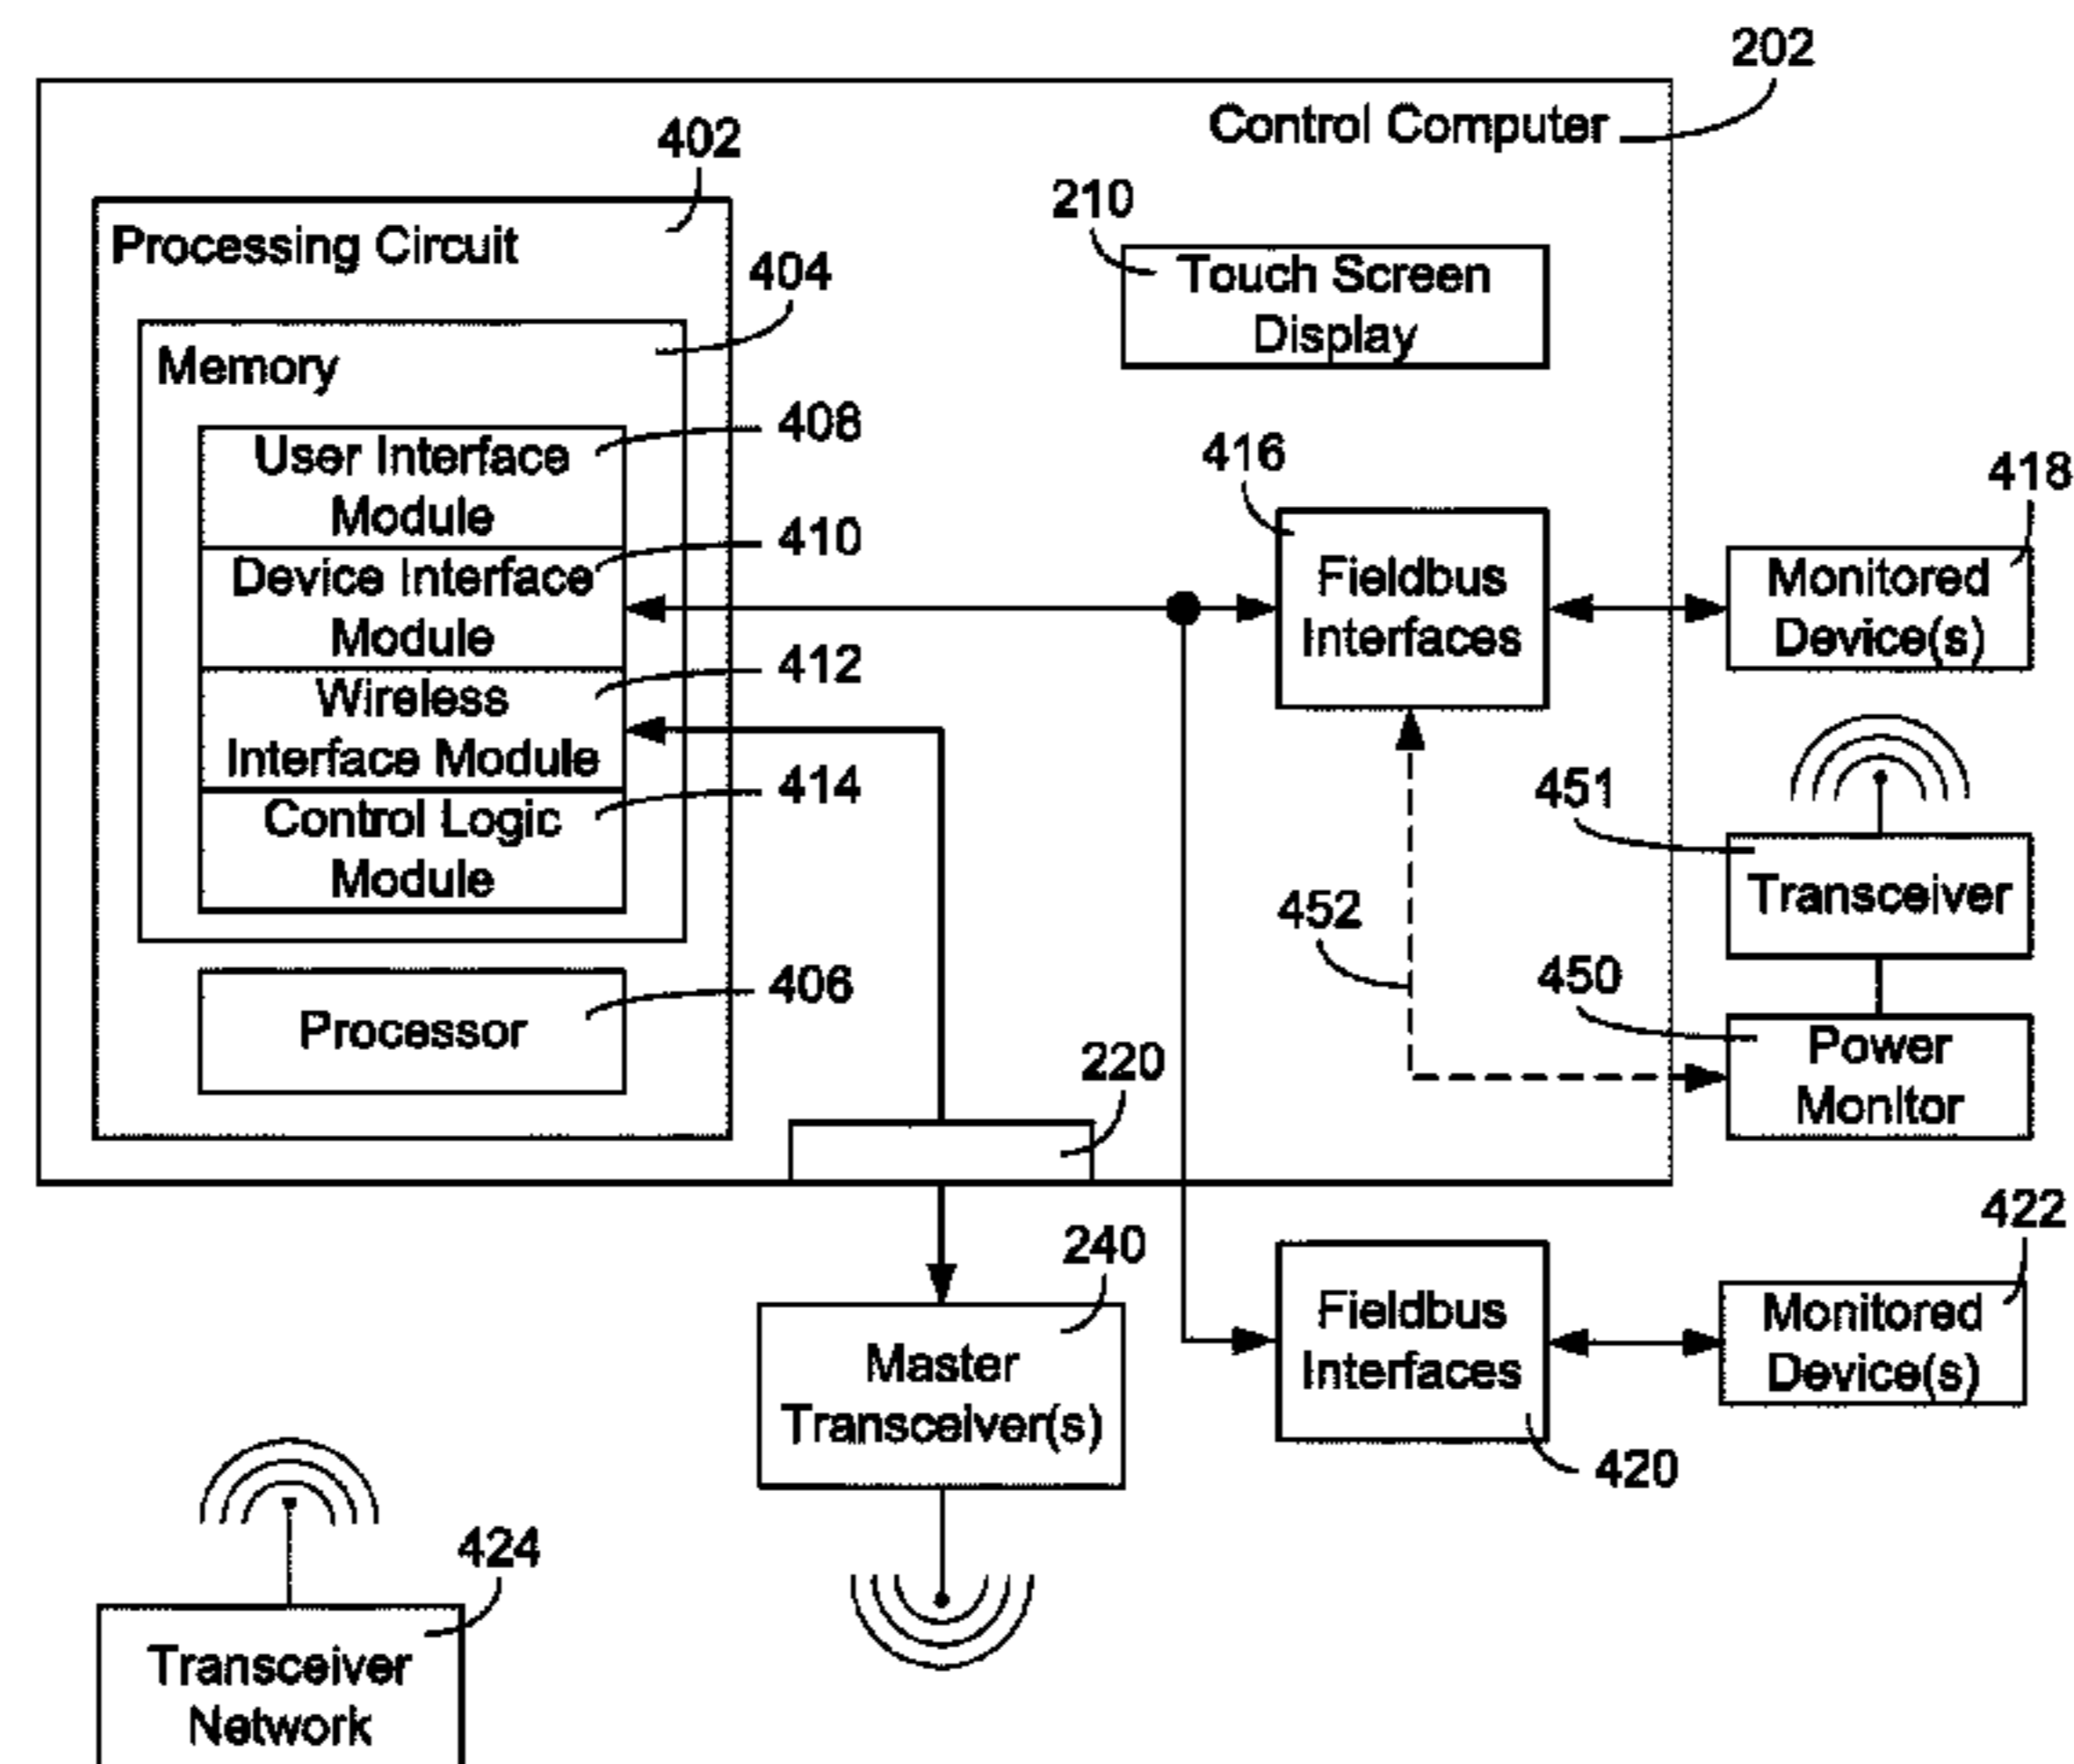 202
Control Computer
402
Processing Circuit
210
Touch Screen
Display
404
Memory
408
User Interface
Module
410
Device Interface
Module
412
Wireless
Interface Module
414
Control Logic
Module
406
Processor
416
Fieldbus
Interfaces
418
Monitored
Device(s)
451
Transceiver
452
450
Power
Monitor
220
240
Master
Transceiver(s)
Fieldbus
Interfaces
420
422
Monitored
Device(s)
424
Transceiver
Network